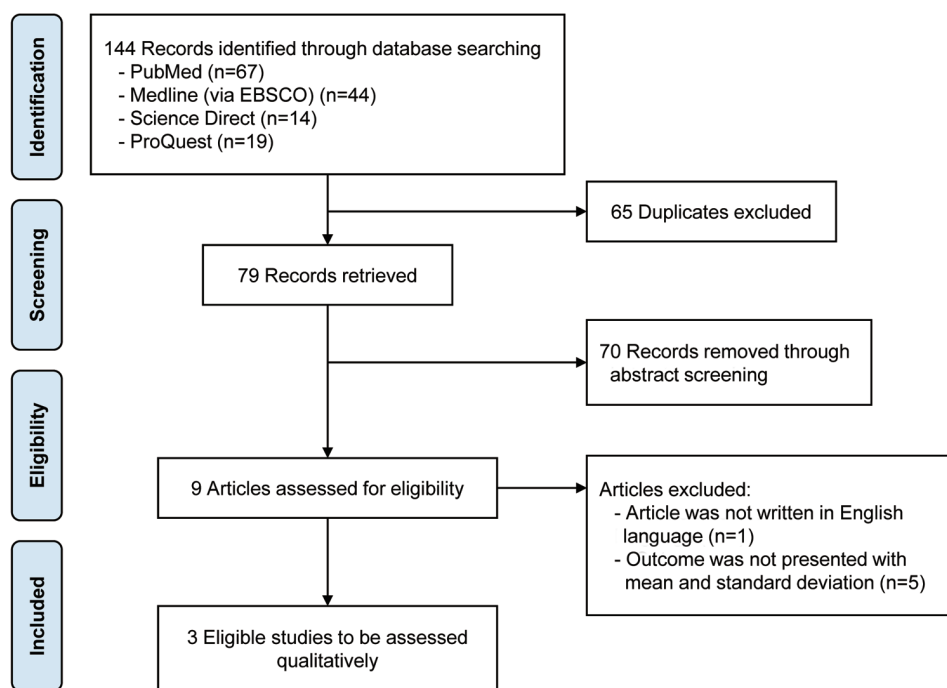 Identification
144 Records identified through database searching
- PubMed (n=67)
- Medline (via EBSCO) (n=44)
- Science Direct (n=14)
- ProQuest (n=19)
65 Duplicates excluded
Screening
79 Records retrieved
70 Records removed through
abstract screening
Eligibility
9 Articles assessed for eligibility
Articles excluded:
- Article was not written in English
language (n=1)
- Outcome was not presented with
mean and standard deviation (n=5)
Included
3 Eligible studies to be assessed
qualitatively